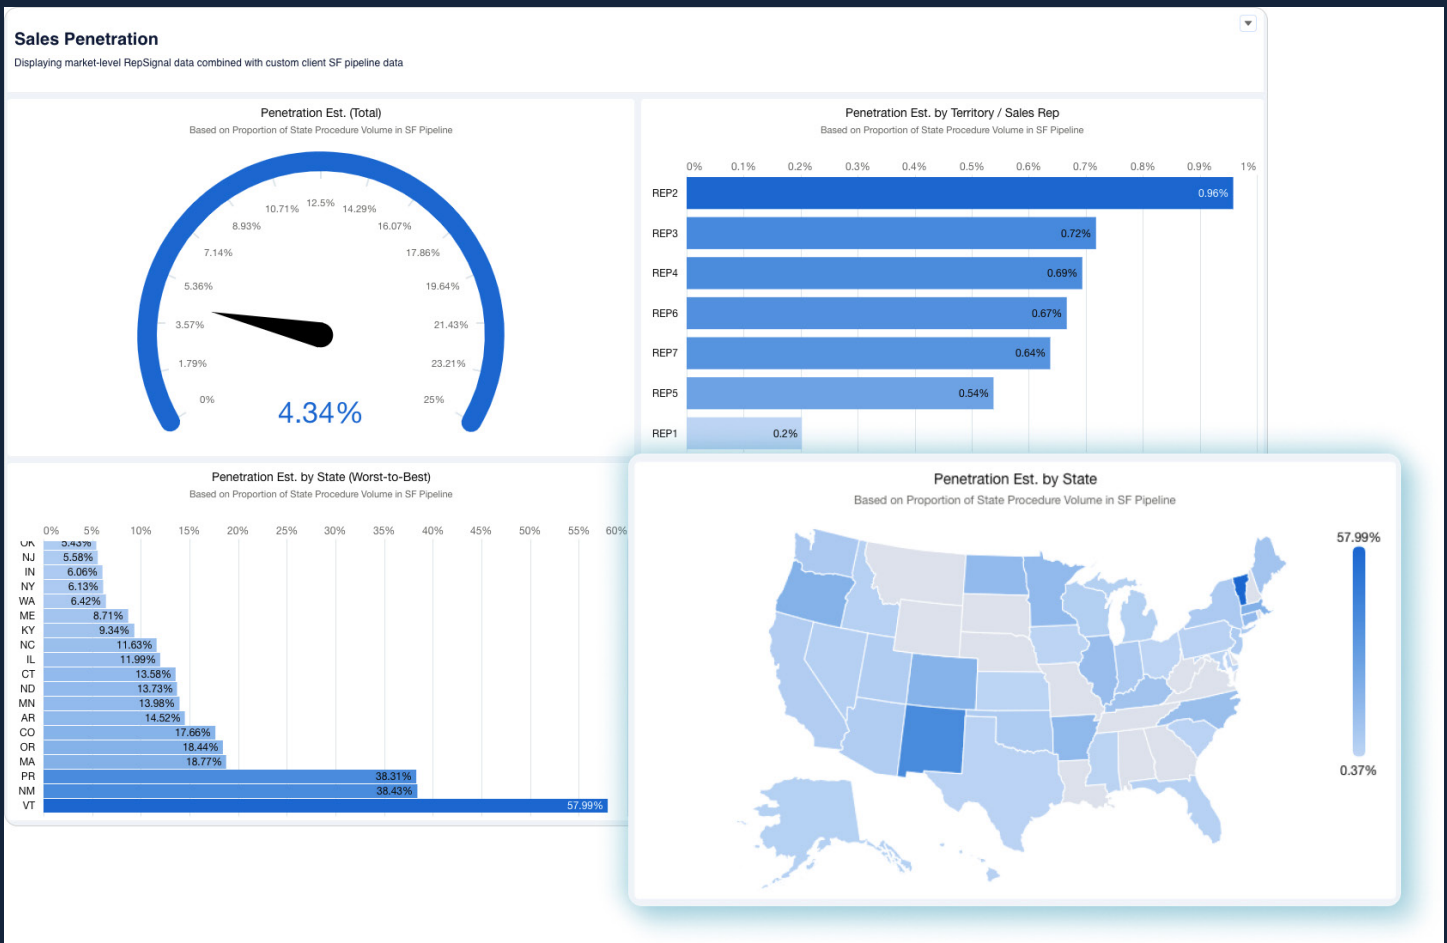 Sales Penetration
Displaying market-level RepSignal data combined with custom client SF pipeline data
Penetration Est. (Total)
Based on Proportion of State Procedure Volume in SF Pipeline
0%
1.79%
3.57%
5.36%
7.14%
8.93%
10.71%
12.5%
14.29%
16.07%
17.86%
19.64%
21.43%
23.21%
25%
4.34%
Penetration Est. by Territory / Sales Rep
Based on Proportion of State Procedure Volume in SF Pipeline
0% 0.1% 0.2% 0.3% 0.4% 0.5% 0.6% 0.7% 0.8% 0.9% 1%
REP2 0.96%
REP3 0.72%
REP4 0.69%
REP6 0.67%
REP7 0.64%
REP5 0.54%
REP1 0.2%
Penetration Est. by State (Worst-to-Best)
Based on Proportion of State Procedure Volume in SF Pipeline
0% 5% 10% 15% 20% 25% 30% 35% 40% 45% 50% 55% 60%
OK 5.43%
NJ 5.58%
IN 6.06%
NY 6.13%
WA 6.42%
ME 8.71%
KY 9.34%
NC 11.63%
IL 11.99%
CT 13.58%
ND 13.73%
MN 13.98%
AR 14.52%
CO 17.66%
OR 18.44%
MA 18.77%
PR 38.31%
NM 38.43%
VT 57.99%
Penetration Est. by State
Based on Proportion of State Procedure Volume in SF Pipeline
57.99%
0.37%